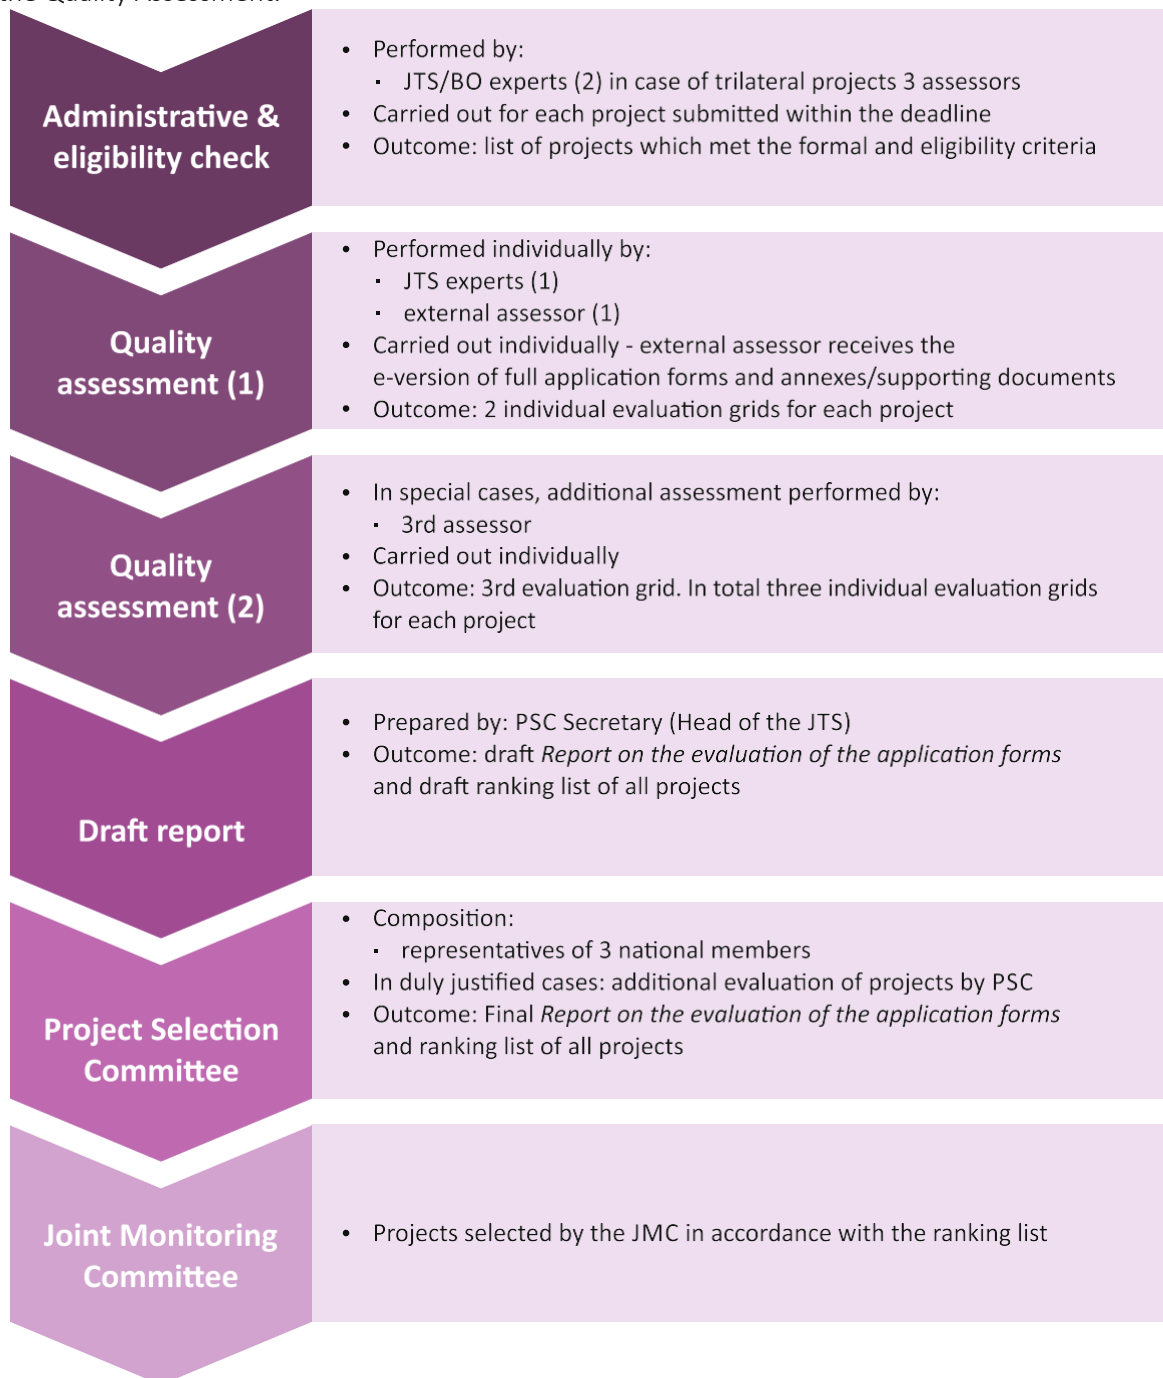 the Quality Assessment.
Administrative &
eligibility check
• Performed by:
▪ JTS/BO experts (2) in case of trilateral projects 3 assessors
• Carried out for each project submitted within the deadline
• Outcome: list of projects which met the formal and eligibility criteria
Quality
assessment (1)
• Performed individually by:
▪ JTS experts (1)
▪ external assessor (1)
• Carried out individually - external assessor receives the
e-version of full application forms and annexes/supporting documents
• Outcome: 2 individual evaluation grids for each project
Quality
assessment (2)
• In special cases, additional assessment performed by:
▪ 3rd assessor
• Carried out individually
• Outcome: 3rd evaluation grid. In total three individual evaluation grids
for each project
Draft report
• Prepared by: PSC Secretary (Head of the JTS)
• Outcome: draft Report on the evaluation of the application forms
and draft ranking list of all projects
Project Selection
Committee
• Composition:
▪ representatives of 3 national members
• In duly justified cases: additional evaluation of projects by PSC
• Outcome: Final Report on the evaluation of the application forms
and ranking list of all projects
Joint Monitoring
Committee
• Projects selected by the JMC in accordance with the ranking list